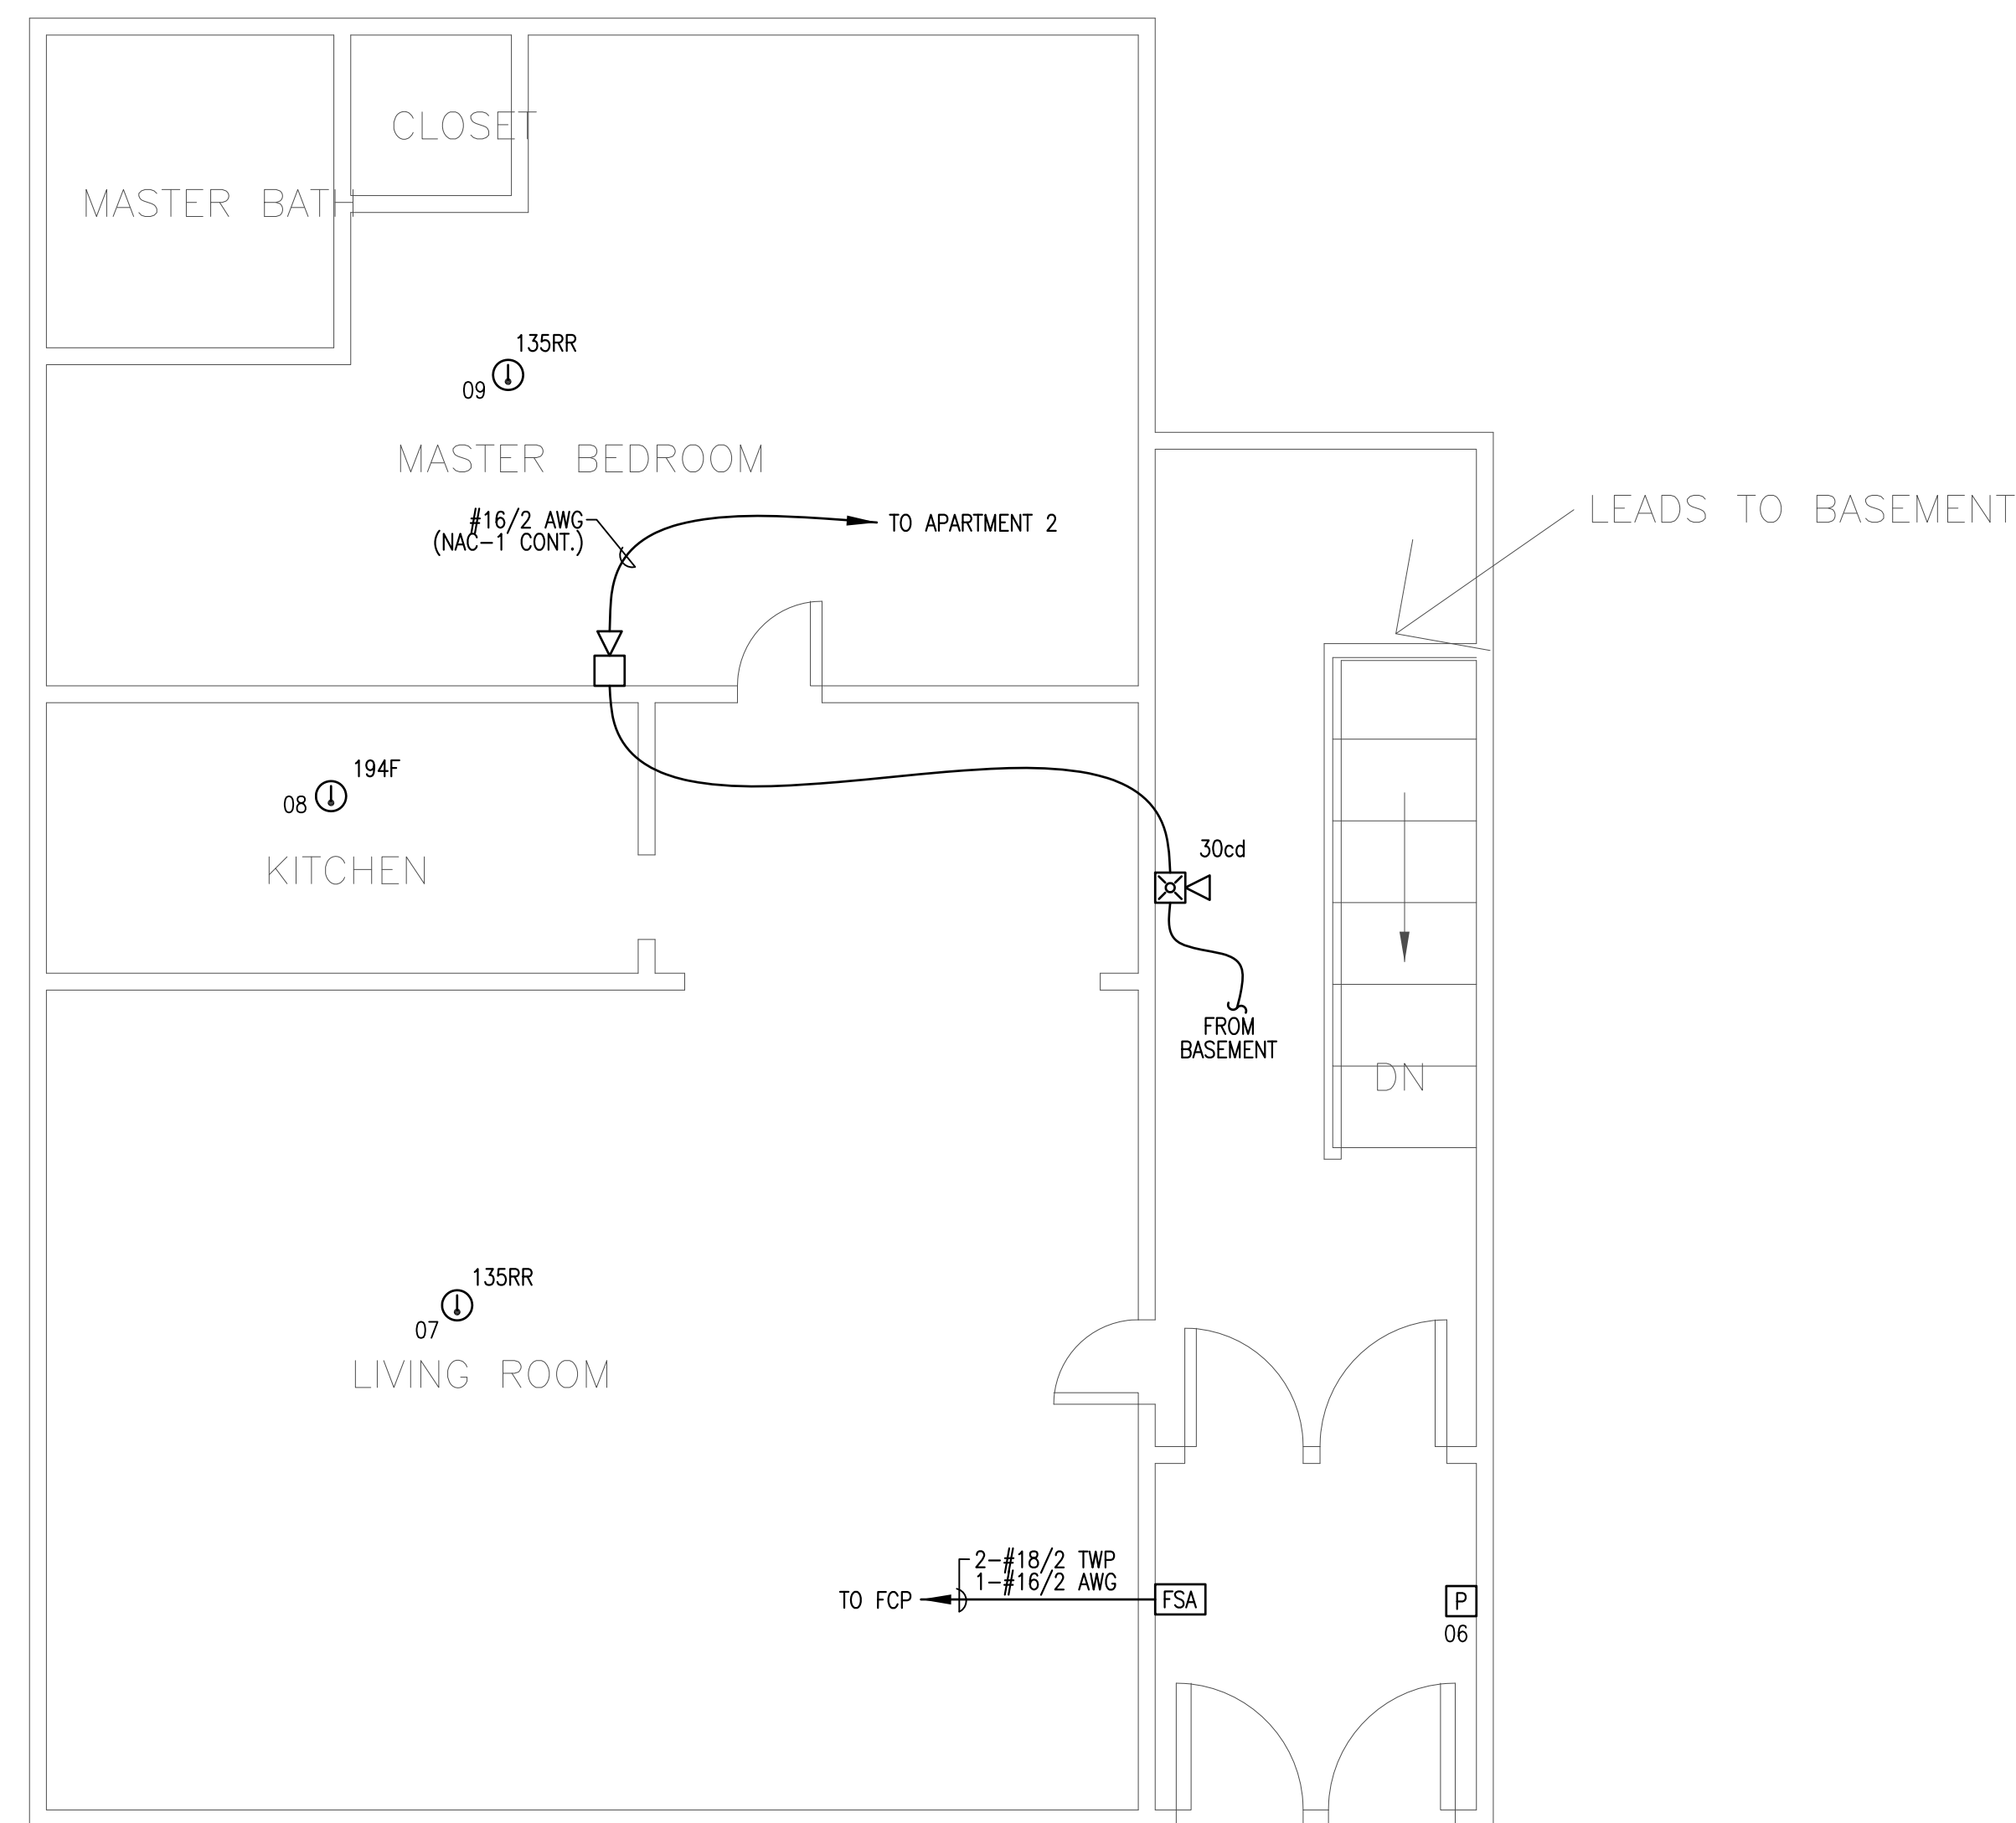 CLOSET
MASTER BATH
135RR
09
MASTER BEDROOM
LEADS TO BASEMENT
#16/2 AWG
(NAC-1 CONT.)
TO APARTMENT 2
194F
08
KITCHEN
30cd
FROM
BASEMENT
DN
135RR
07
LIVING ROOM
2-#18/2 TWP
1-#16/2 AWG
TO FCP
FSA
P
06